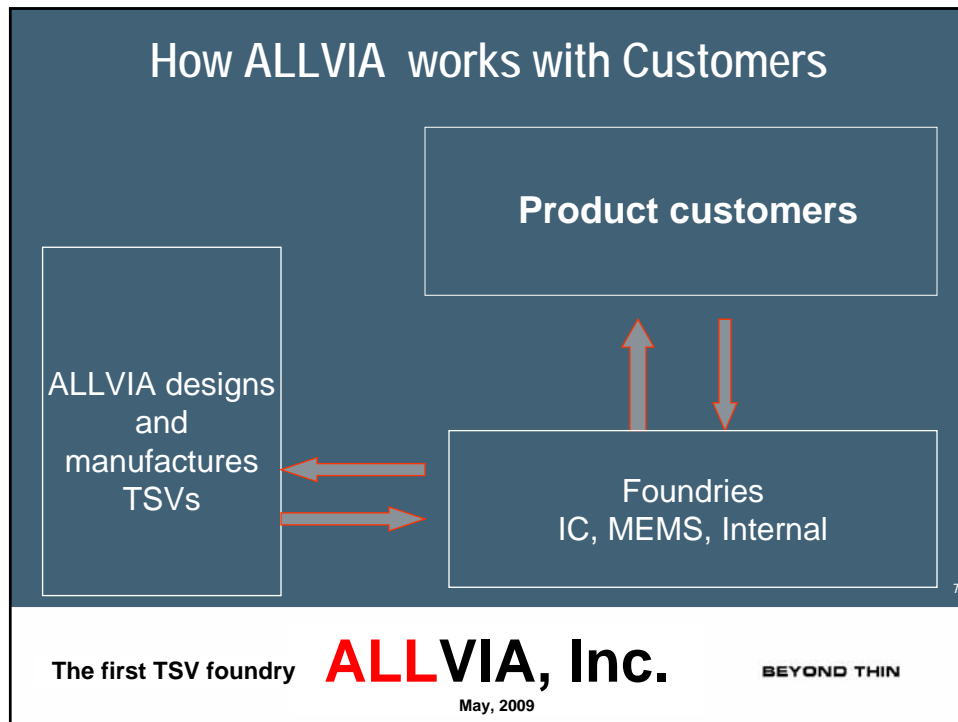 How ALLVIA works with Customers
Product customers
ALLVIA designs
and
manufactures
TSVs
Foundries
IC, MEMS, Internal
7
The first TSV foundry
ALLVIA, Inc.
May, 2009
BEYOND THIN